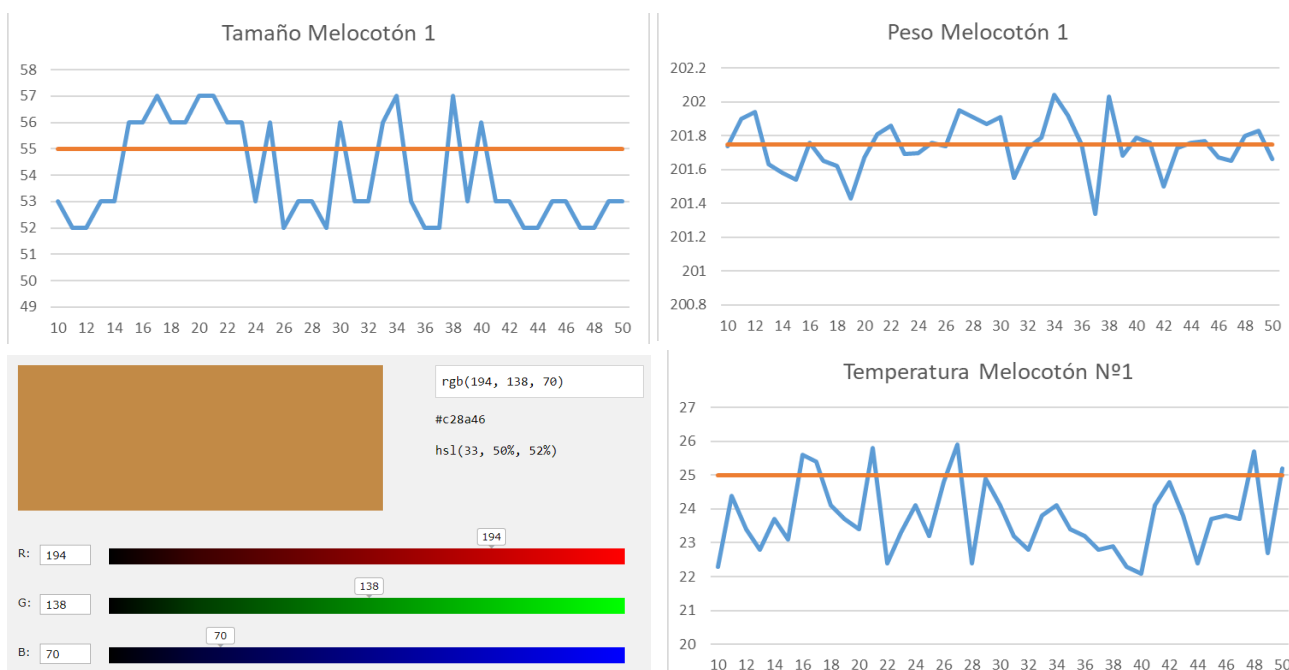 Tamaño Melocotón 1
58
57
56
55
54
53
52
51
50
49
10 12 14 16 18 20 22 24 26 28 30 32 34 36 38 40 42 44 46 48 50
Peso Melocotón 1
202.2
202
201.8
201.6
201.4
201.2
201
200.8
10 12 14 16 18 20 22 24 26 28 30 32 34 36 38 40 42 44 46 48 50
rgb(194, 138, 70)
#c28a46
hsl(33, 50%, 52%)
194
R: 194
138
G: 138
70
B: 70
Temperatura Melocotón Nº1
27
26
25
24
23
22
21
20
10 12 14 16 18 20 22 24 26 28 30 32 34 36 38 40 42 44 46 48 50